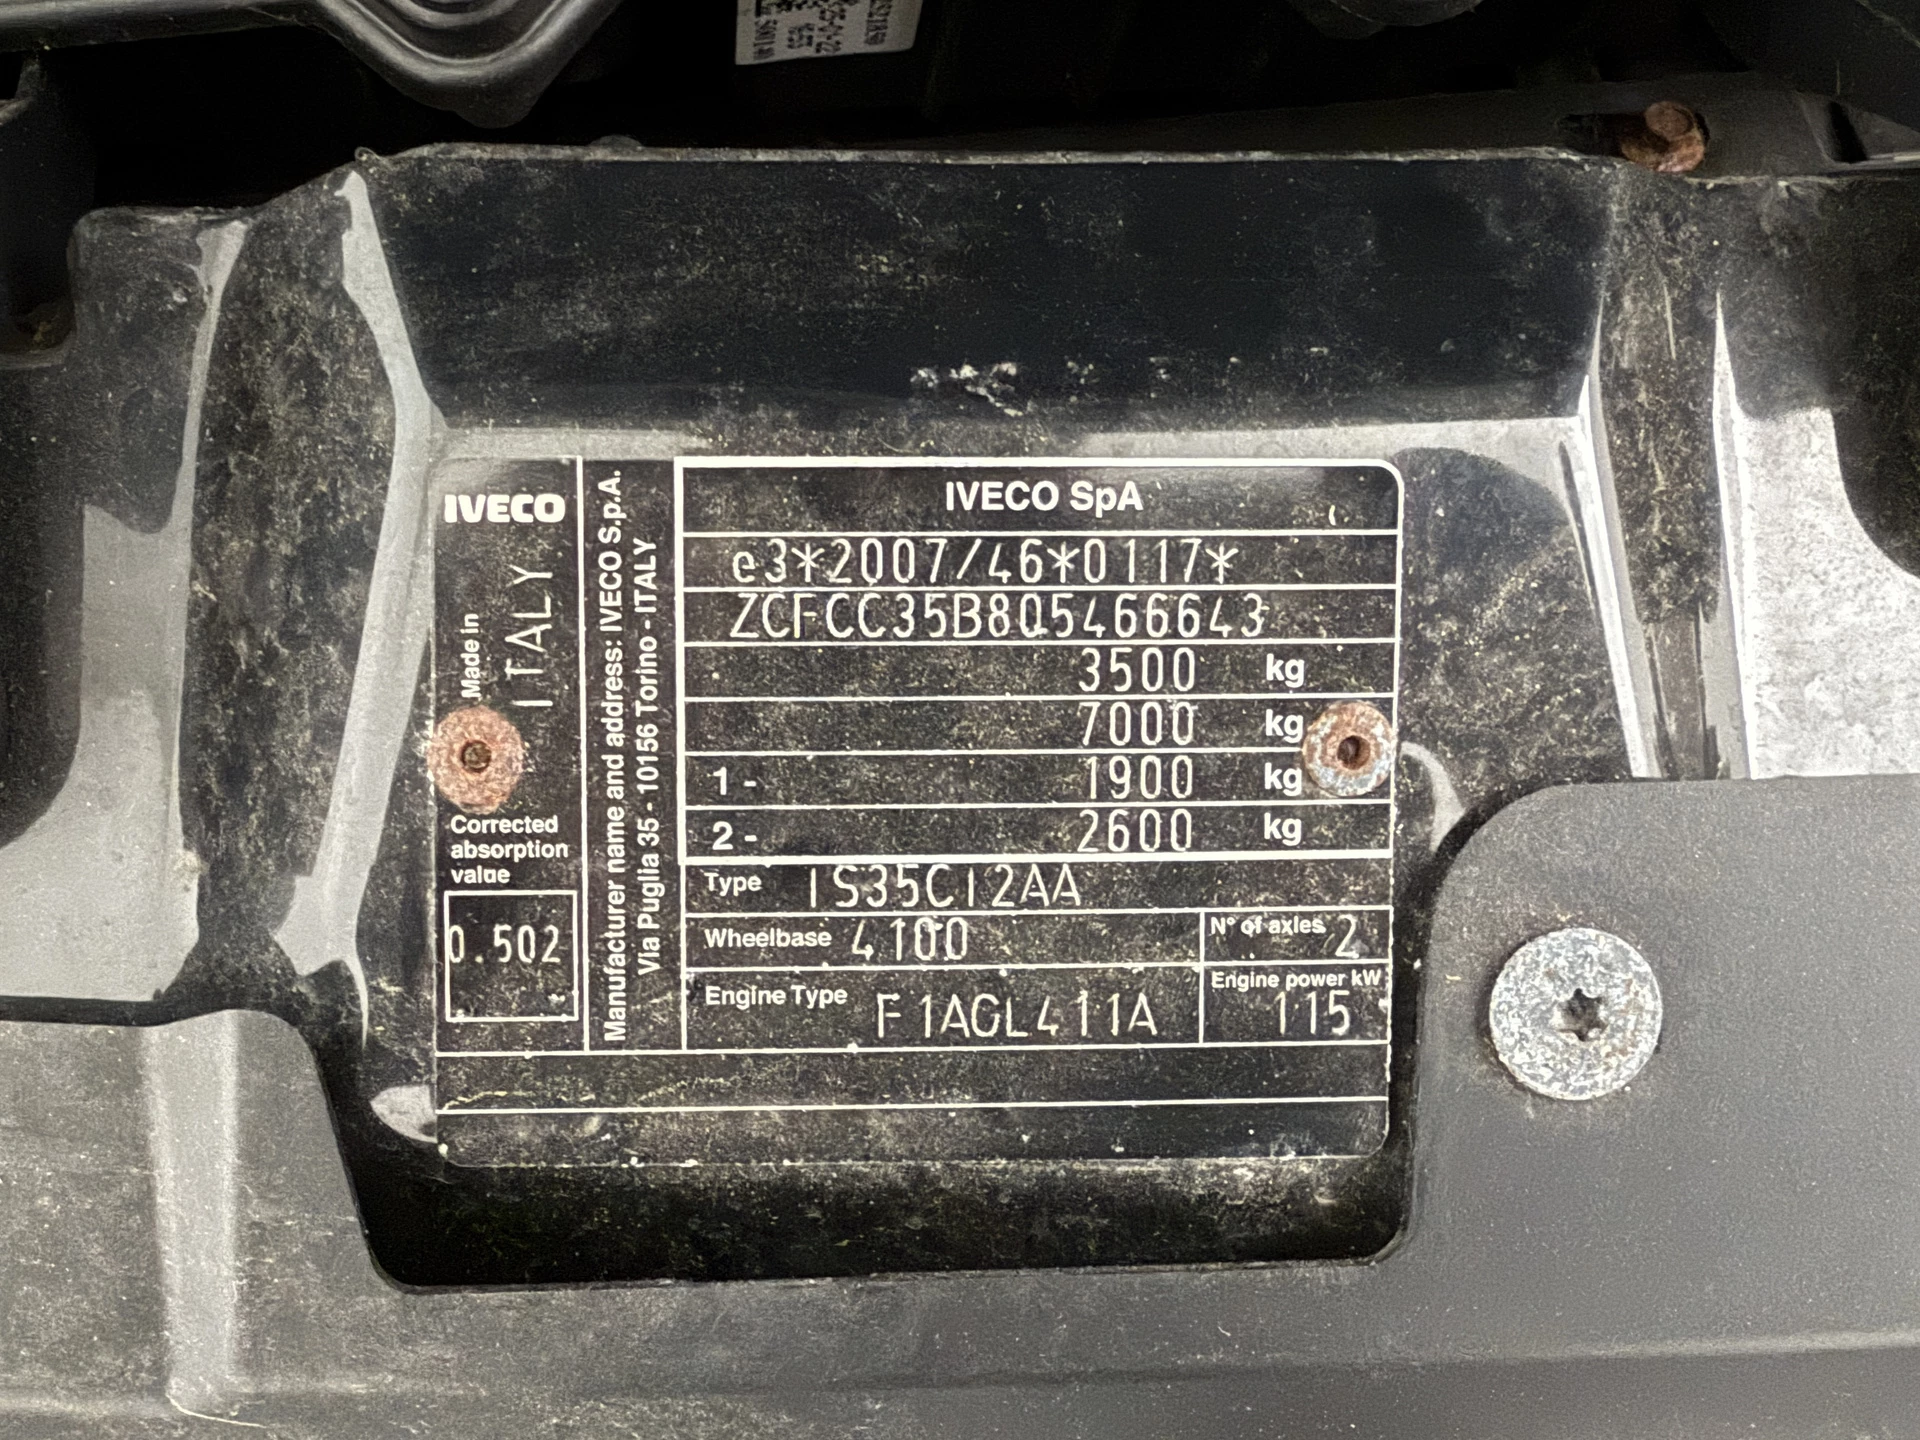 IVECO
Made in
ITALY
Corrected
absorption
value
0.502
Manufacturer name and address: IVECO S.p.A.
Via Puglia 35 - 10156 Torino - ITALY
IVECO SpA
e3*2007/46*0117*
ZCFCC35B805466643
3500 kg
7000 kg
1- 1900 kg
2- 2600 kg
Type IS35CI2AA
Wheelbase 4100
N° of axles 2
Engine Type F1AGL411A
Engine power kW
115